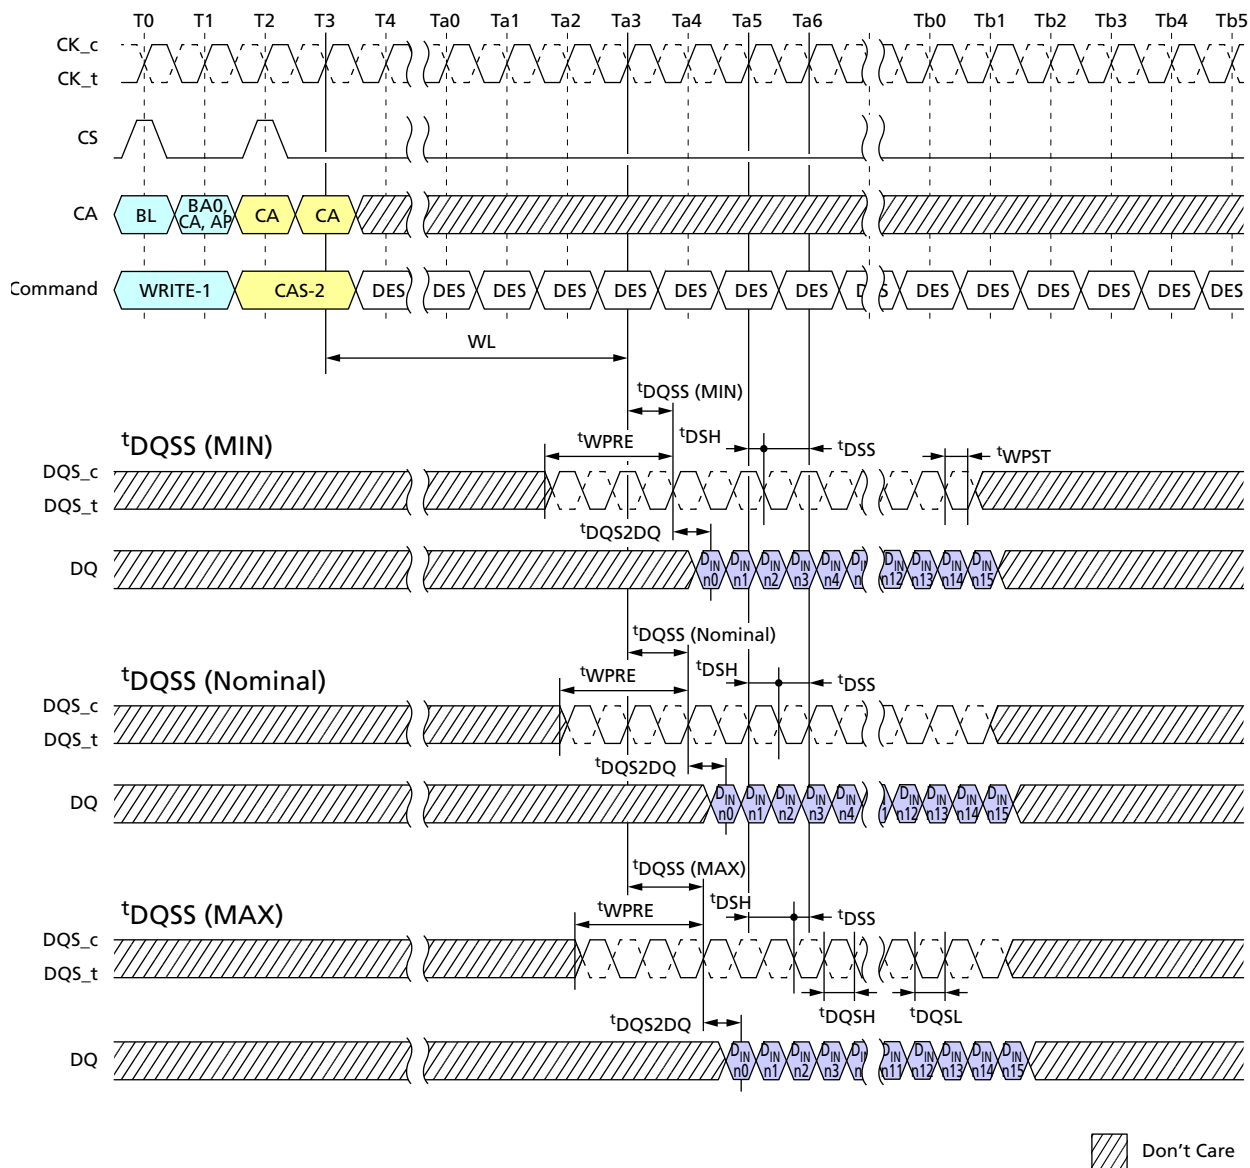 T0 T1 T2 T3 T4 Ta0 Ta1 Ta2 Ta3 Ta4 Ta5 Ta6 Tb0 Tb1 Tb2 Tb3 Tb4 Tb5
CK_c
CK_t
CS
CA BL BA0, CA, AP CA CA
Command WRITE-1 CAS-2 DES DES DES DES DES DES DES DES DES DES DES DES DES DES
WL
tDQSS (MIN)
tDQSS (MIN) tWPRE tDSH tDSS tWPST
DQS_c
DQS_t
tDQS2DQ
DQ DIN n0 DIN n1 DIN n2 DIN n3 DIN n4 DIN n12 DIN n13 DIN n14 DIN n15
tDQSS (Nominal)
tDQSS (Nominal) tWPRE tDSH tDSS
DQS_c
DQS_t
tDQS2DQ
DQ DIN n0 DIN n1 DIN n2 DIN n3 DIN n4 DIN n12 DIN n13 DIN n14 DIN n15
tDQSS (MAX)
tDQSS (MAX) tWPRE tDSH tDSS
DQS_c
DQS_t
tDQSH tDQSL
tDQS2DQ
DQ DIN n0 DIN n1 DIN n2 DIN n3 DIN n11 DIN n12 DIN n13 DIN n14 DIN n15
Don't Care